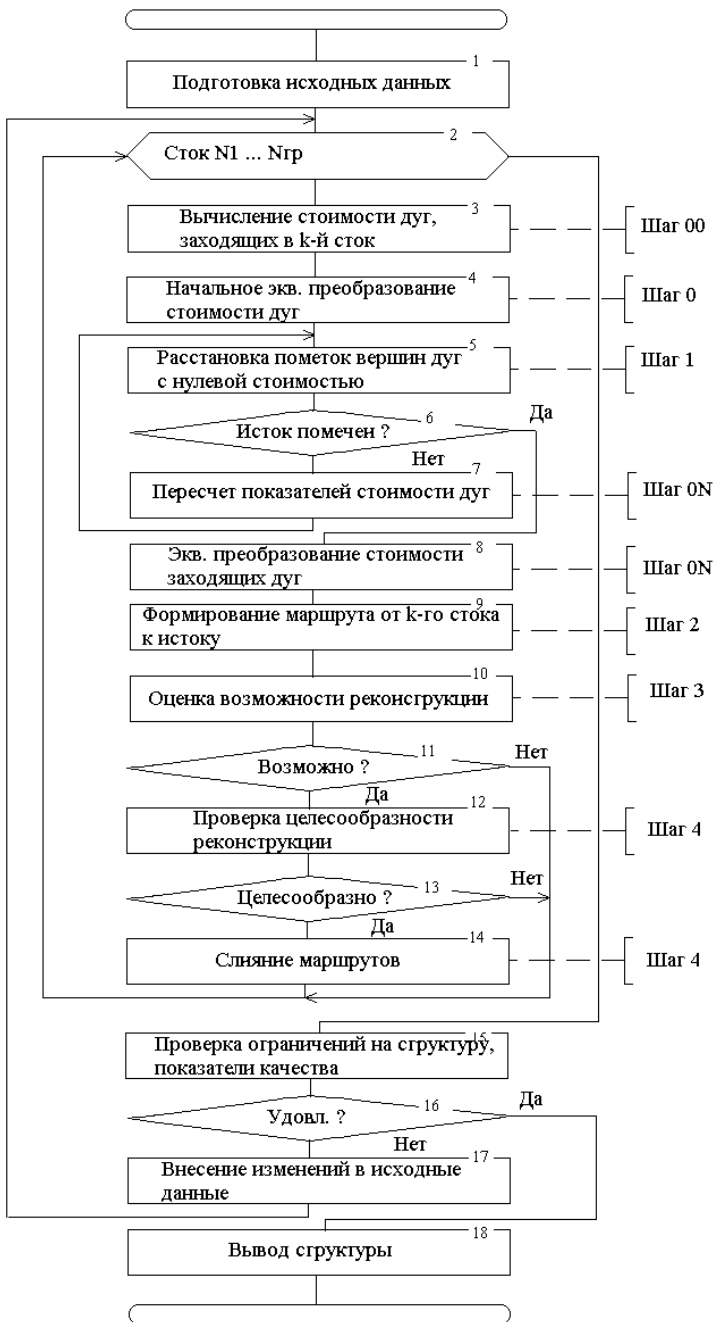 1
Подготовка исходных данных
2
Сток N1 ... Nгр
3
Вычисление стоимости дуг,
заходящих в k-й сток
Шаг 00
4
Начальное экв. преобразование
стоимости дуг
Шаг 0
5
Расстановка пометок вершин дуг
с нулевой стоимостью
Шаг 1
6
Исток помечен ?
Да
Нет
7
Пересчет показателей стоимости дуг
Шаг 0N
8
Экв. преобразование стоимости
заходящих дуг
Шаг 0N
9
Формирование маршрута от k-го стока
к истоку
Шаг 2
10
Оценка возможности реконструкции
Шаг 3
11
Возможно ?
Нет
Да
12
Проверка целесообразности
реконструкции
Шаг 4
13
Целесообразно ?
Нет
Да
14
Слияние маршрутов
Шаг 4
15
Проверка ограничений на структуру,
показатели качества
16
Удовл. ?
Да
Нет
17
Внесение изменений в исходные
данные
18
Вывод структуры